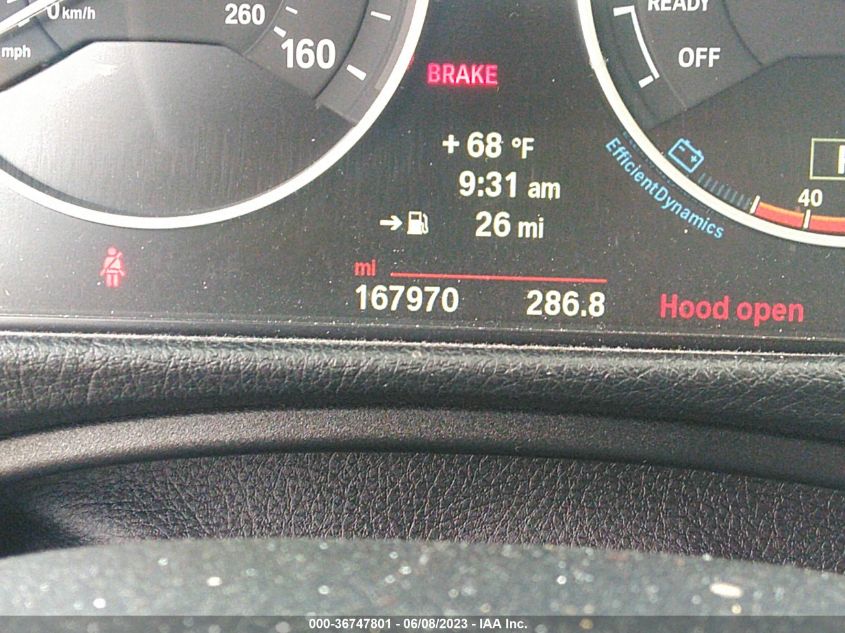 0 km/h
mph
260
160
READY
OFF
BRAKE
+ 68 °F
9:31 am
26 mi
EfficientDynamics
40
mi
167970 286.8
Hood open
000-36747801 - 06/08/2023 - IAA Inc.